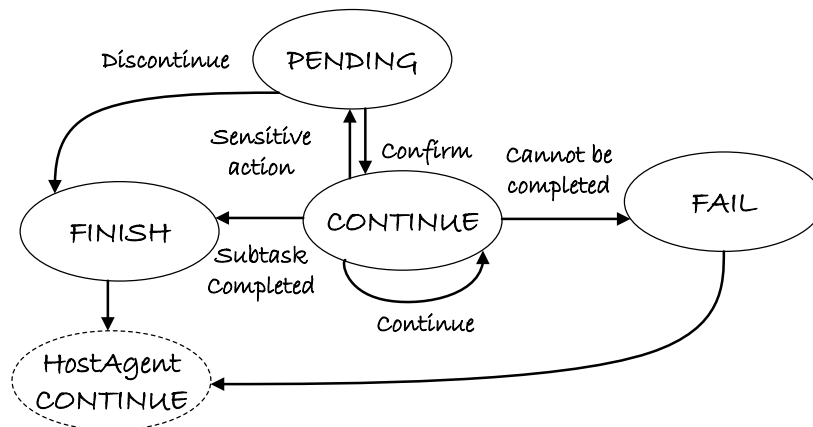 PENDING
Discontinue
Sensitive
action
Confirm
Cannot be
completed
FINISH
CONTINUE
FAIL
Subtask
Completed
Continue
HostAgent
CONTINUE